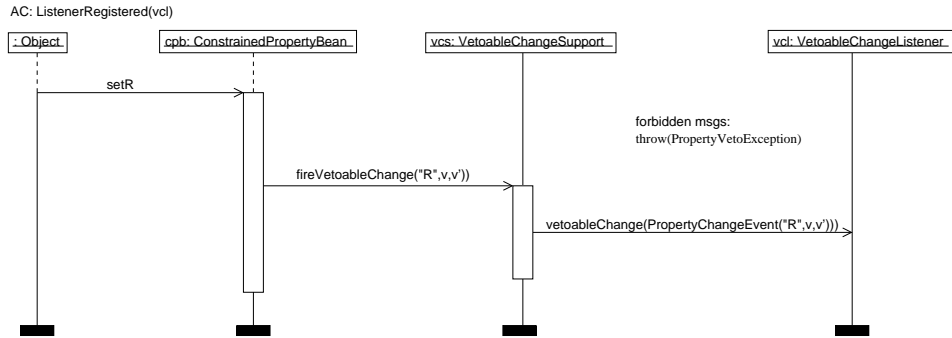 AC: ListenerRegistered(vcl)
: Object
cpb: ConstrainedPropertyBean
vcs: VetoableChangeSupport
vcl: VetoableChangeListener
setR
forbidden msgs:
throw(PropertyVetoException)
fireVetoableChange("R",v,v'))
vetoableChange(PropertyChangeEvent("R",v,v')))